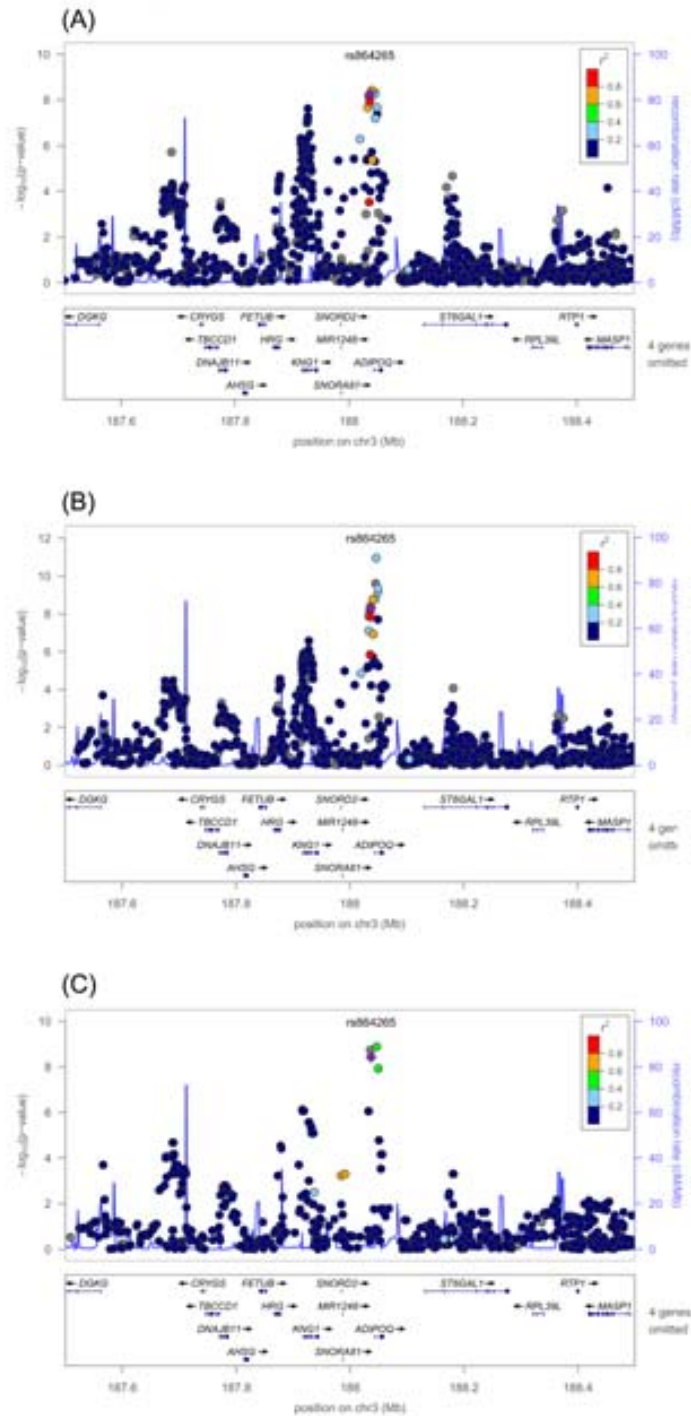 (A)
rs864265
10
8
6
4
2
0
100
80
60
40
20
0
r²
0.8
0.6
0.4
0.2
− log₁₀(p−value)
recombination rate (cM/Mb)
DGKG CRYGS FETUB SNORD2 ST6GAL1 RTP1
TBCCD1 HRG MIR1248 RPL39L MASP1
DNAJB11 KNG1 ADIPOQ
AHSG SNORA81
4 genes
omitted
187.6 187.8 188 188.2 188.4
position on chr3 (Mb)
(B)
rs864265
12
10
8
6
4
2
0
100
80
60
40
20
0
r²
0.8
0.6
0.4
0.2
− log₁₀(p−value)
DGKG CRYGS FETUB SNORD2 ST6GAL1 RTP1
TBCCD1 HRG MIR1248 RPL39L MASP1
DNAJB11 KNG1 ADIPOQ
AHSG SNORA81
4 gen
omitt
187.6 187.8 188 188.2 188.4
position on chr3 (Mb)
(C)
rs864265
10
8
6
4
2
0
100
80
60
40
20
0
r²
0.8
0.6
0.4
0.2
− log₁₀(p−value)
recombination rate (cM/Mb)
DGKG CRYGS FETUB SNORD2 ST6GAL1 RTP1
TBCCD1 HRG MIR1248 RPL39L MASP1
DNAJB11 KNG1 ADIPOQ
AHSG SNORA81
4 genes
omitted
187.6 187.8 188 188.2 188.4
position on chr3 (Mb)